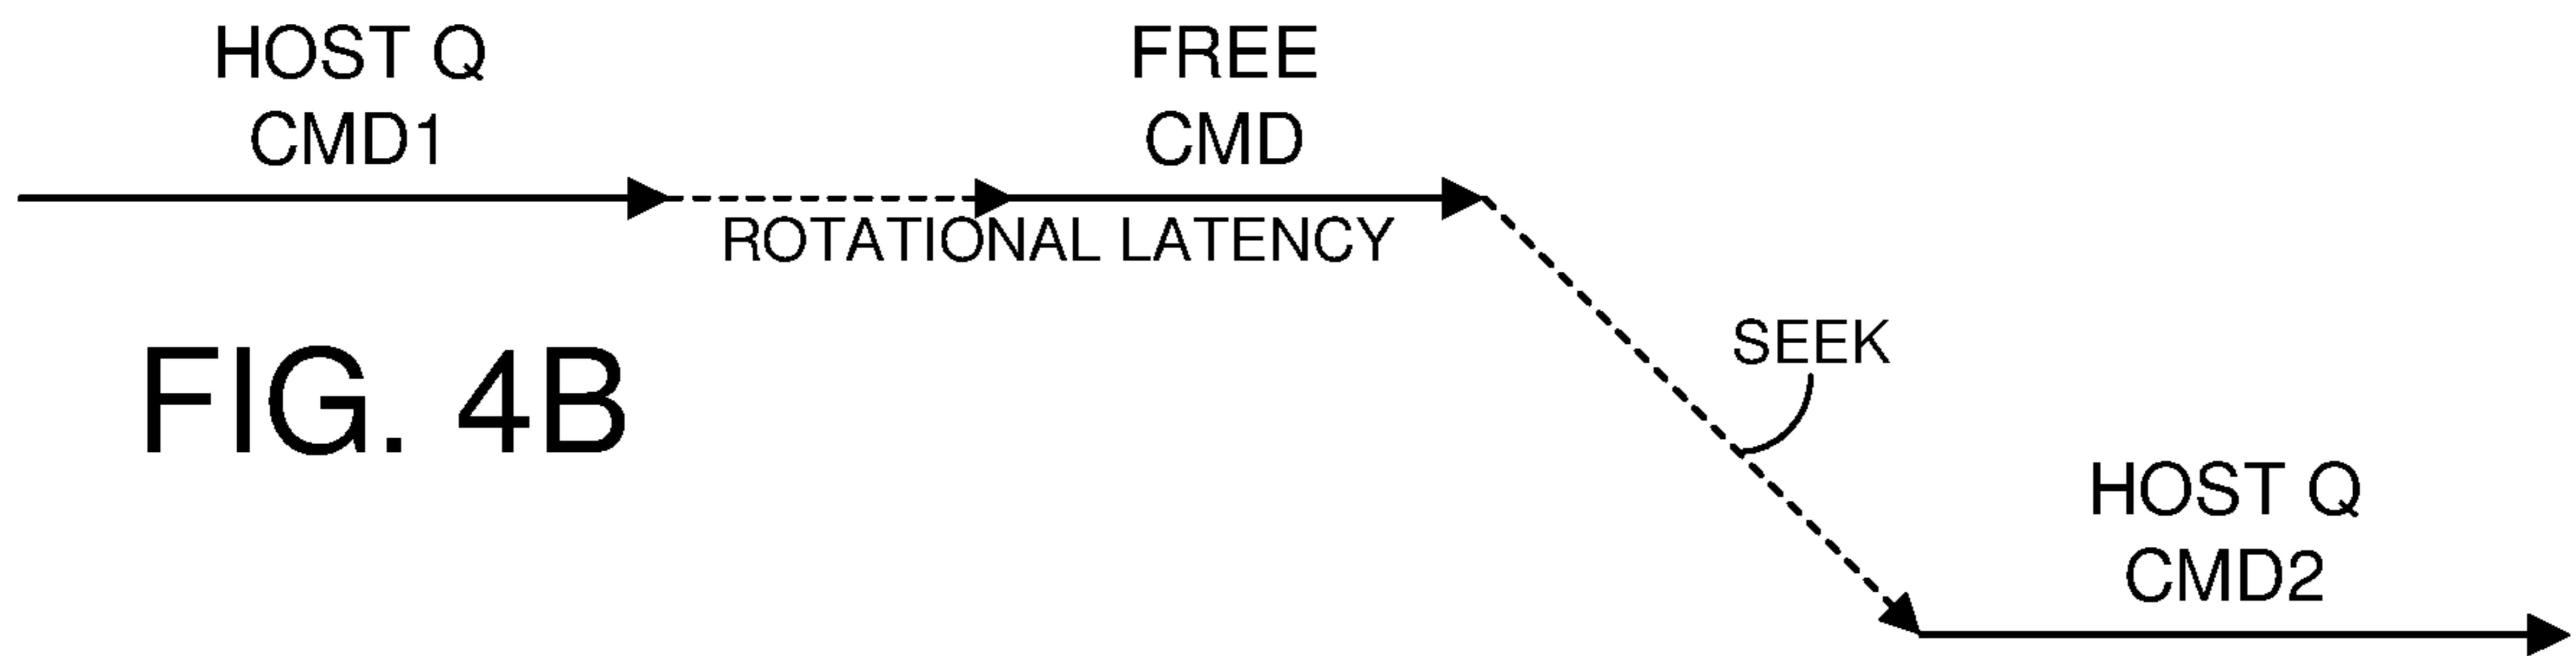 HOST Q
CMD1
FREE
CMD
ROTATIONAL LATENCY
SEEK
FIG. 4B
HOST Q
CMD2